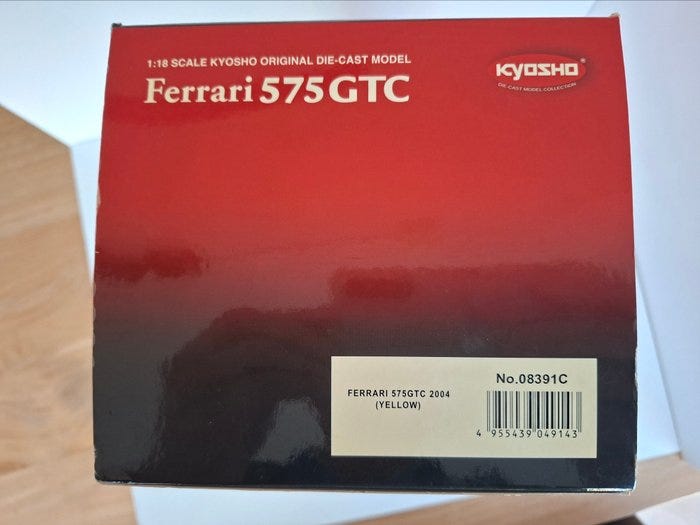 1:18 SCALE KYOSHO ORIGINAL DIE-CAST MODEL
Ferrari 575GTC
KYOSHO
DIE-CAST MODEL COLLECTION
No.08391C
FERRARI 575GTC 2004
(YELLOW)
4 955439 049143